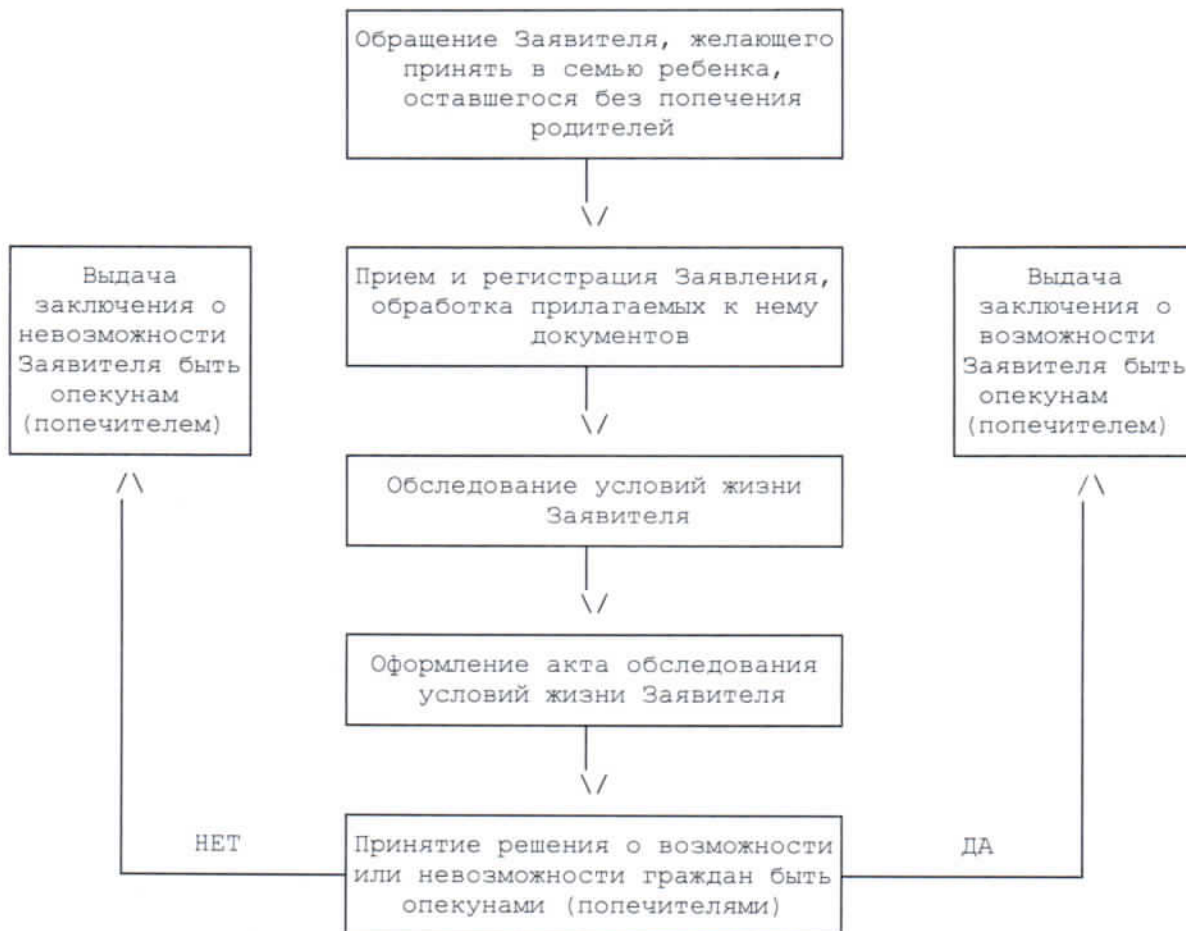 Обращение Заявителя, желающего
принять в семью ребенка,
оставшегося без попечения
родителей
\/
Выдача
заключения о
невозможности
Заявителя быть
опекунам
(попечителем)
/\
Прием и регистрация Заявления,
обработка прилагаемых к нему
документов
\/
Выдача
заключения о
возможности
Заявителя быть
опекунам
(попечителем)
/\
Обследование условий жизни
Заявителя
\/
Оформление акта обследования
условий жизни Заявителя
\/
НЕТ
Принятие решения о возможности
или невозможности граждан быть
опекунами (попечителями)
ДА